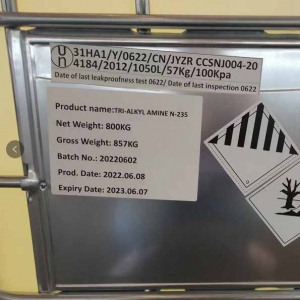 un 31HA1/Y/0622/CN/JYZR CCSNJ004-20
4184/2012/1050L/57Kg/100Kpa
Date of last leakproofness test 0622/ Date of last inspection 0622
Product name:TRI-ALKYL AMINE N-235
Net Weight: 800KG
Gross Weight: 857KG
Batch No.: 20220602
Prod. Date: 2022.06.08
Expiry Date: 2023.06.07